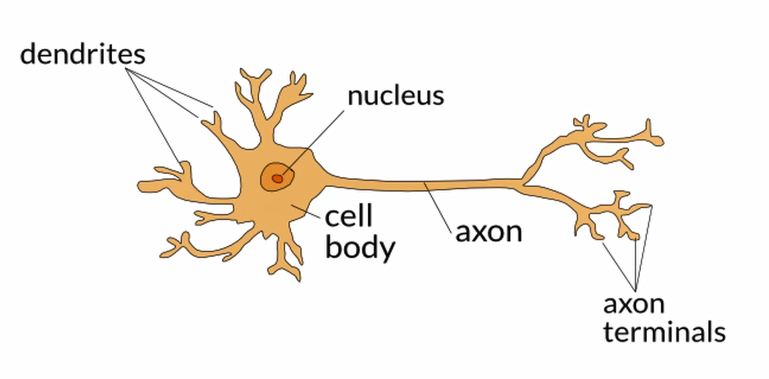 dendrites
nucleus
cell
body
axon
axon
terminals